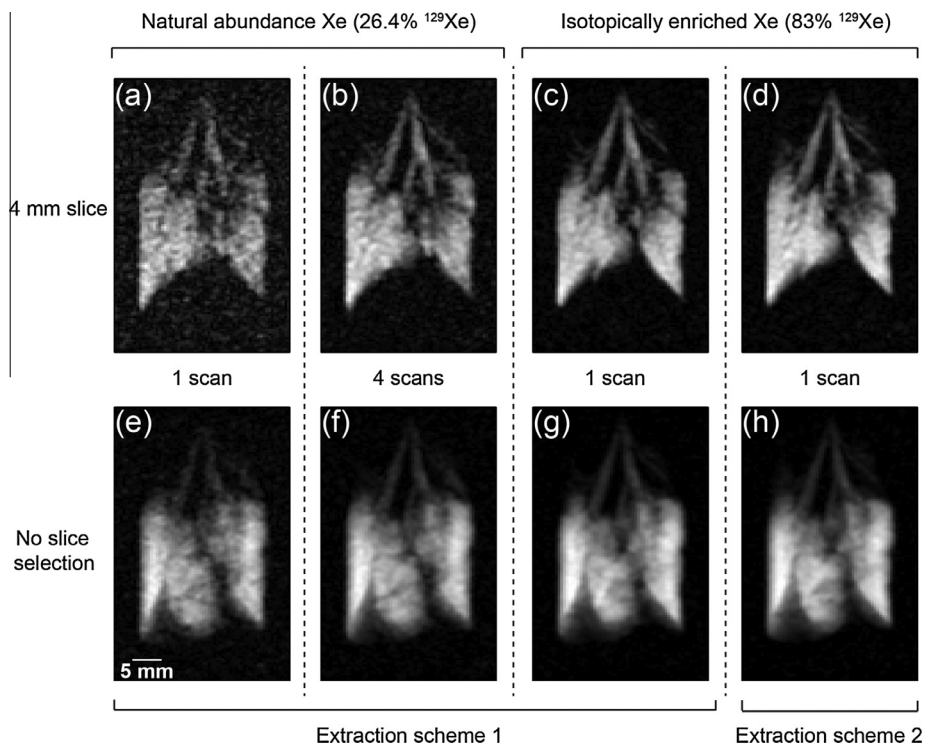 Natural abundance Xe (26.4% ¹²⁹Xe)
Isotopically enriched Xe (83% ¹²⁹Xe)
(a)
(b)
(c)
(d)
4 mm slice
1 scan
4 scans
1 scan
1 scan
(e)
(f)
(g)
(h)
No slice
selection
5 mm
Extraction scheme 1
Extraction scheme 2